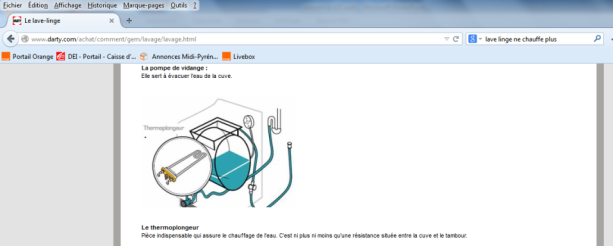 Fichier Édition Affichage Historique Marque-pages Outils ?
Le lave-linge × +
www.darty.com/achat/comment/gem/lavage/lavage.html lave linge ne chauffe plus
Portail Orange DEI - Portail - Caisse d'... Annonces Midi-Pyrén... Livebox
La pompe de vidange :
Elle sert à évacuer l'eau de la cuve.
Thermoplongeur
Le thermoplongeur
Pièce indispensable qui assure le chauffage de l'eau. C'est ni plus ni moins qu'une résistance située entre la cuve et le tambour.